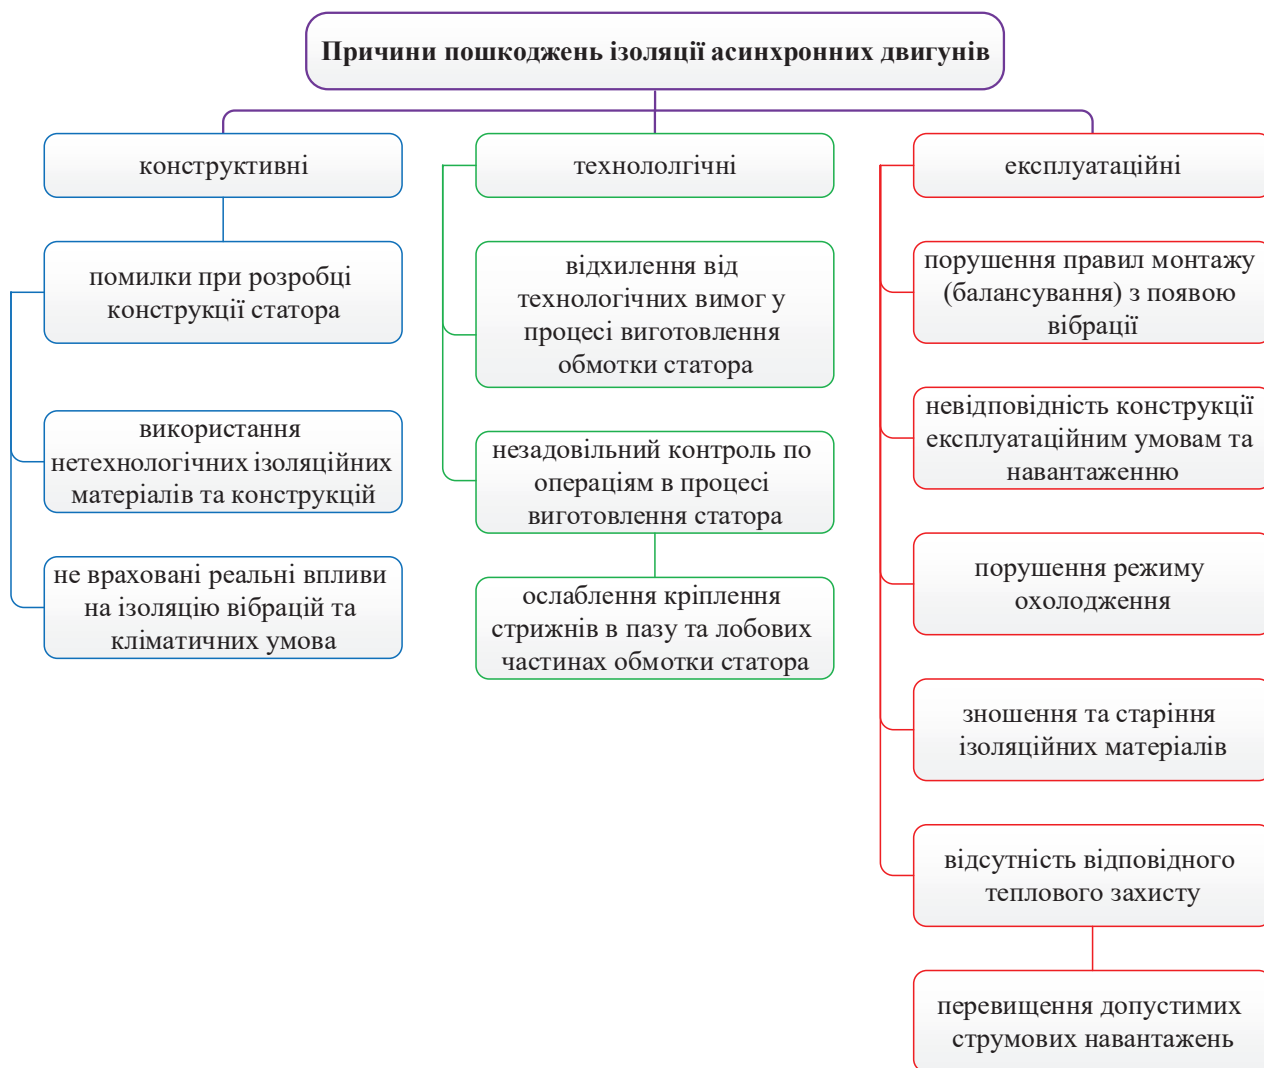 Причини пошкоджень ізоляції асинхронних двигунів
конструктивні
помилки при розробці
конструкції статора
використання
нетехнологічних ізоляційних
матеріалів та конструкцій
не враховані реальні впливи
на ізоляцію вібрацій та
кліматичних умова
технололгічні
відхилення від
технологічних вимог у
процесі виготовлення
обмотки статора
незадовільний контроль по
операціям в процесі
виготовлення статора
ослаблення кріплення
стрижнів в пазу та лобових
частинах обмотки статора
експлуатаційні
порушення правил монтажу
(балансування) з появою
вібрації
невідповідність конструкції
експлуатаційним умовам та
навантаженню
порушення режиму
охолодження
зношення та старіння
ізоляційних матеріалів
відсутність відповідного
теплового захисту
перевищення допустимих
струмових навантажень